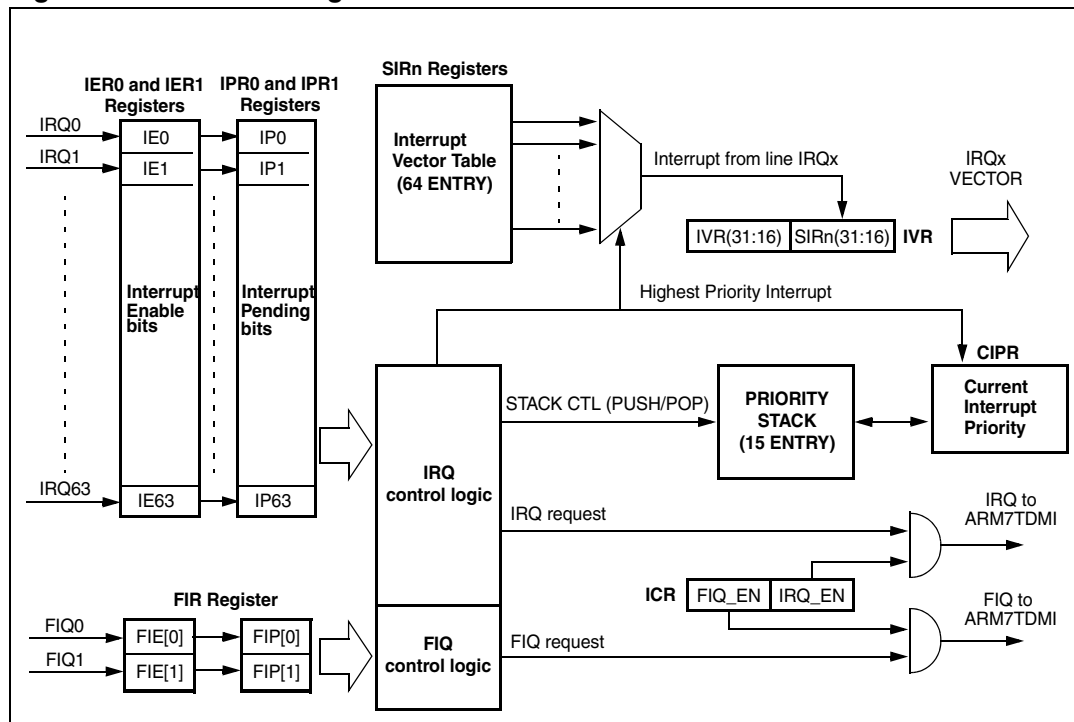 SIRn Registers
IER0 and IER1
Registers
IPR0 and IPR1
Registers
IRQ0
IE0
IP0
IRQ1
IE1
IP1
Interrupt
Vector Table
(64 ENTRY)
Interrupt from line IRQx
IRQx
VECTOR
IVR(31:16)
SIRn(31:16)
IVR
Interrupt
Enable
bits
Interrupt
Pending
bits
Highest Priority Interrupt
CIPR
Current
Interrupt
Priority
STACK CTL (PUSH/POP)
PRIORITY
STACK
(15 ENTRY)
IRQ
control logic
IRQ63
IE63
IP63
IRQ request
IRQ to
ARM7TDMI
ICR
FIQ_EN
IRQ_EN
FIR Register
FIQ0
FIE[0]
FIP[0]
FIQ1
FIE[1]
FIP[1]
FIQ
control logic
FIQ request
FIQ to
ARM7TDMI